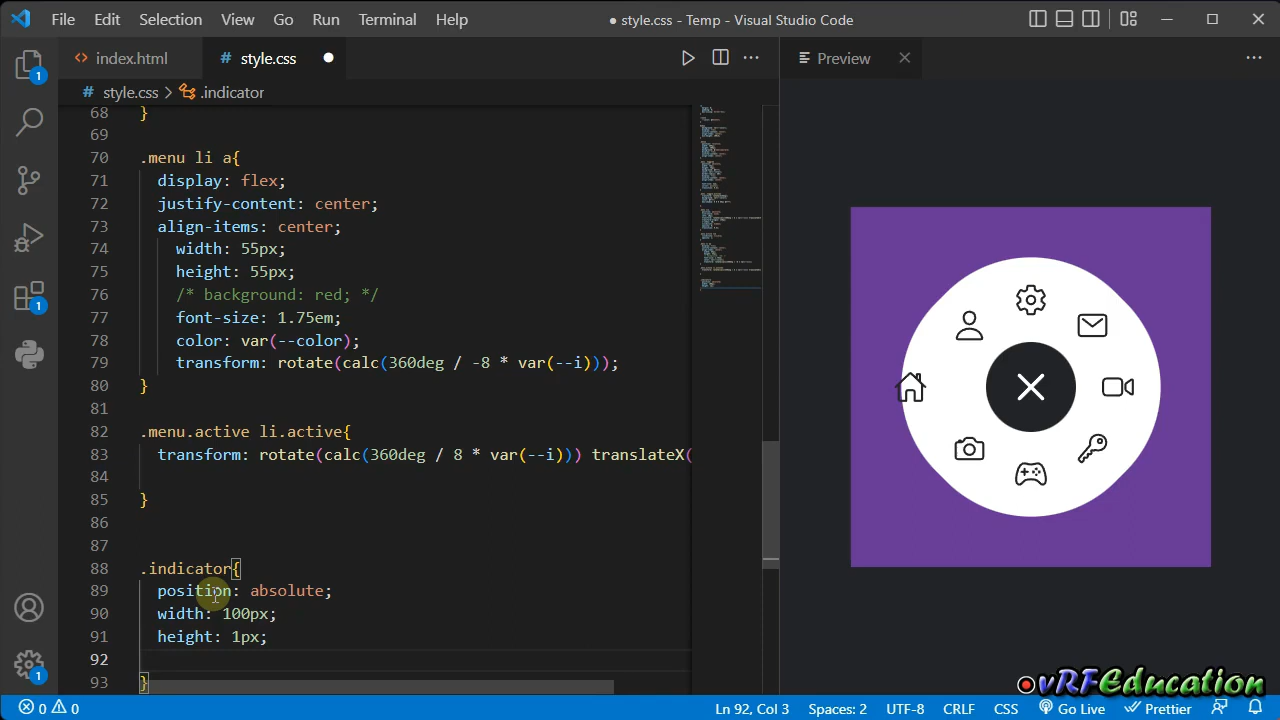 File Edit Selection View Go Run Terminal Help ● style.css - Temp - Visual Studio Code
<> index.html # style.css ● Preview
# style.css > .indicator
68 }
69
70 .menu li a{
71 display: flex;
72 justify-content: center;
73 align-items: center;
74 width: 55px;
75 height: 55px;
76 /* background: red; */
77 font-size: 1.75em;
78 color: var(--color);
79 transform: rotate(calc(360deg / -8 * var(--i)));
80 }
81
82 .menu.active li.active{
83 transform: rotate(calc(360deg / 8 * var(--i))) translateX(
84
85 }
86
87
88 .indicator{
89 position: absolute;
90 width: 100px;
91 height: 1px;
92
93 }
1
1
1
vRFEducation
0 0 Ln 92, Col 3 Spaces: 2 UTF-8 CRLF CSS Go Live Prettier